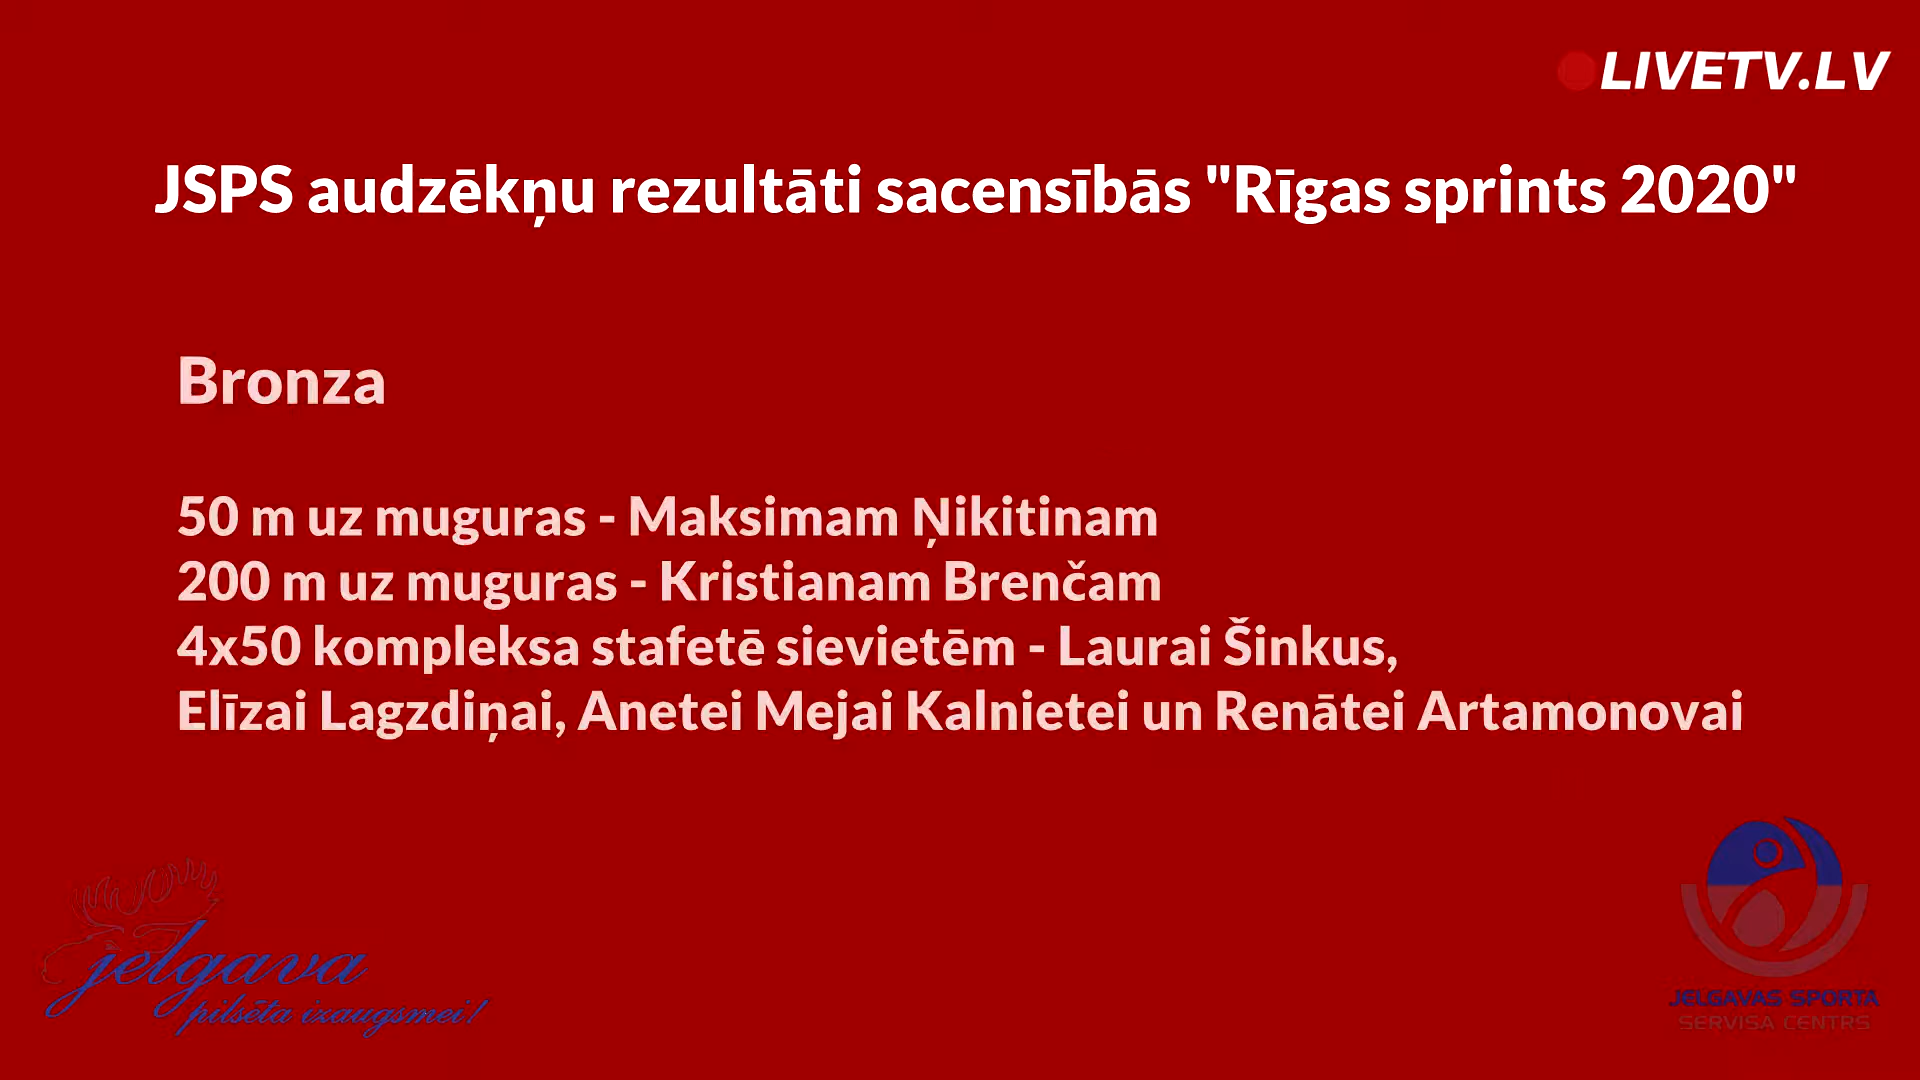 LIVETV.LV
JSPS audzēkņu rezultāti sacensībās "Rīgas sprints 2020"
Bronza
50 m uz muguras - Maksimam Ņikitinam
200 m uz muguras - Kristianam Brenčam
4x50 kompleksa stafetē sievietēm - Laurai Šinkus,
Elīzai Lagzdiņai, Anetei Mejai Kalnietei un Renātei Artamonovai
jelgava
pilsēta izaugsmei!
JELGAVAS SPORTA
SERVISA CENTRS